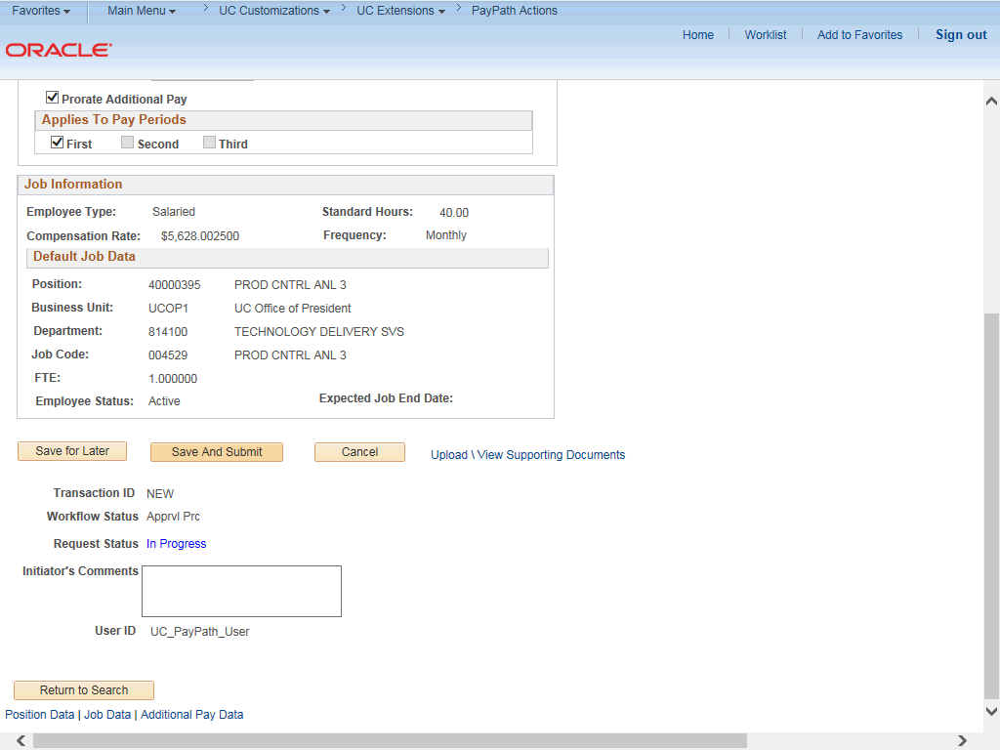 Favorites Main Menu > UC Customizations > UC Extensions > PayPath Actions
Home Worklist Add to Favorites Sign out
ORACLE
Prorate Additional Pay
Applies To Pay Periods
First Second Third
Job Information
Employee Type: Salaried Standard Hours: 40.00
Compensation Rate: $5,628.002500 Frequency: Monthly
Default Job Data
Position: 40000395 PROD CNTRL ANL 3
Business Unit: UCOP1 UC Office of President
Department: 814100 TECHNOLOGY DELIVERY SVS
Job Code: 004529 PROD CNTRL ANL 3
FTE: 1.000000
Employee Status: Active Expected Job End Date:
Save for Later Save And Submit Cancel Upload \ View Supporting Documents
Transaction ID NEW
Workflow Status Apprvl Prc
Request Status In Progress
Initiator's Comments
User ID UC_PayPath_User
Return to Search
Position Data | Job Data | Additional Pay Data